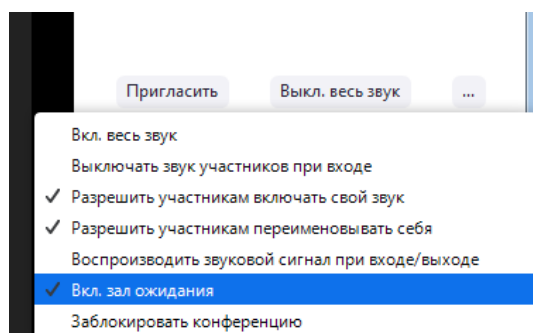 Пригласить Выкл. весь звук ...
Вкл. весь звук
Выключать звук участников при входе
✓ Разрешить участникам включать свой звук
✓ Разрешить участникам переименовывать себя
Воспроизводить звуковой сигнал при входе/выходе
✓ Вкл. зал ожидания
Заблокировать конференцию